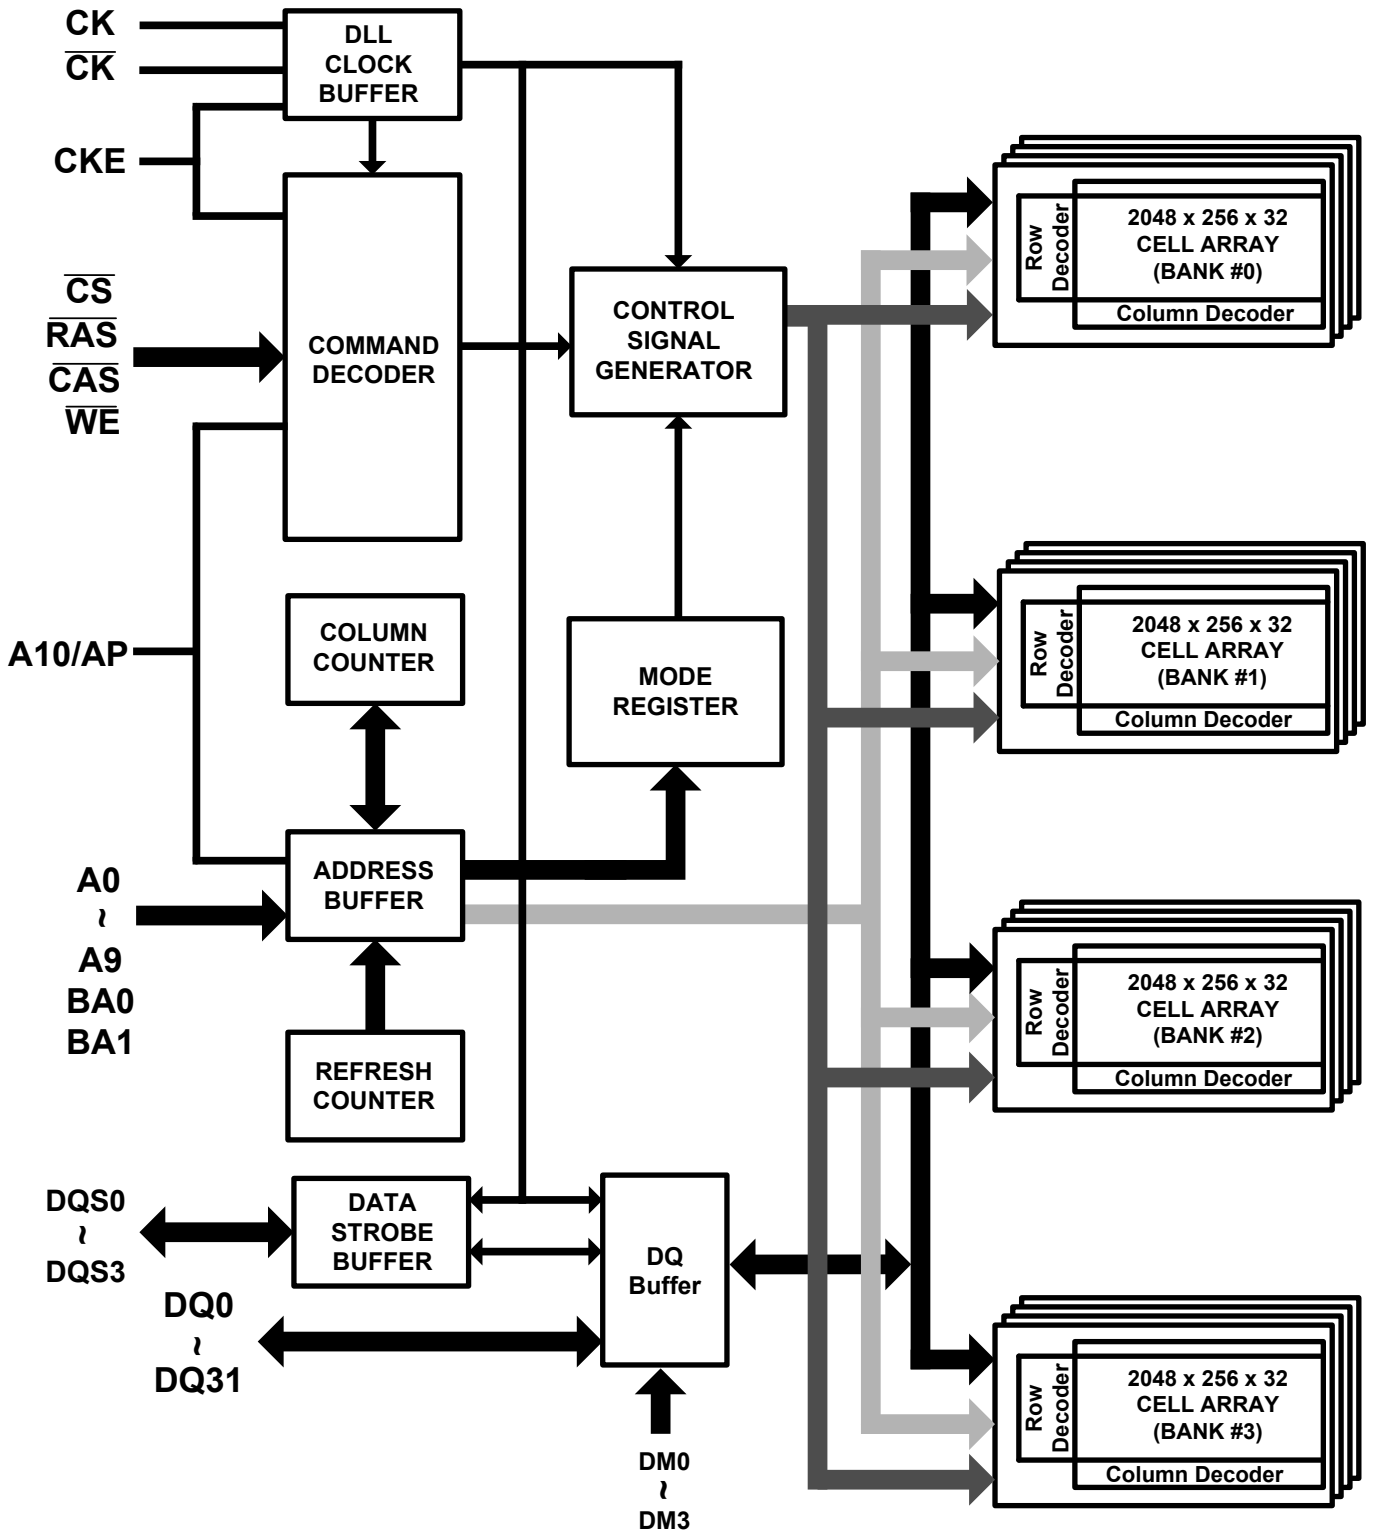 CK
CK
CKE
DLL
CLOCK
BUFFER
CS
RAS
CAS
WE
COMMAND
DECODER
CONTROL
SIGNAL
GENERATOR
A10/AP
COLUMN
COUNTER
MODE
REGISTER
A0
~
A9
BA0
BA1
ADDRESS
BUFFER
REFRESH
COUNTER
DQS0
~
DQS3
DATA
STROBE
BUFFER
DQ0
~
DQ31
DQ
Buffer
DM0
~
DM3
Row
Decoder
2048 x 256 x 32
CELL ARRAY
(BANK #0)
Column Decoder
Row
Decoder
2048 x 256 x 32
CELL ARRAY
(BANK #1)
Column Decoder
Row
Decoder
2048 x 256 x 32
CELL ARRAY
(BANK #2)
Column Decoder
Row
Decoder
2048 x 256 x 32
CELL ARRAY
(BANK #3)
Column Decoder